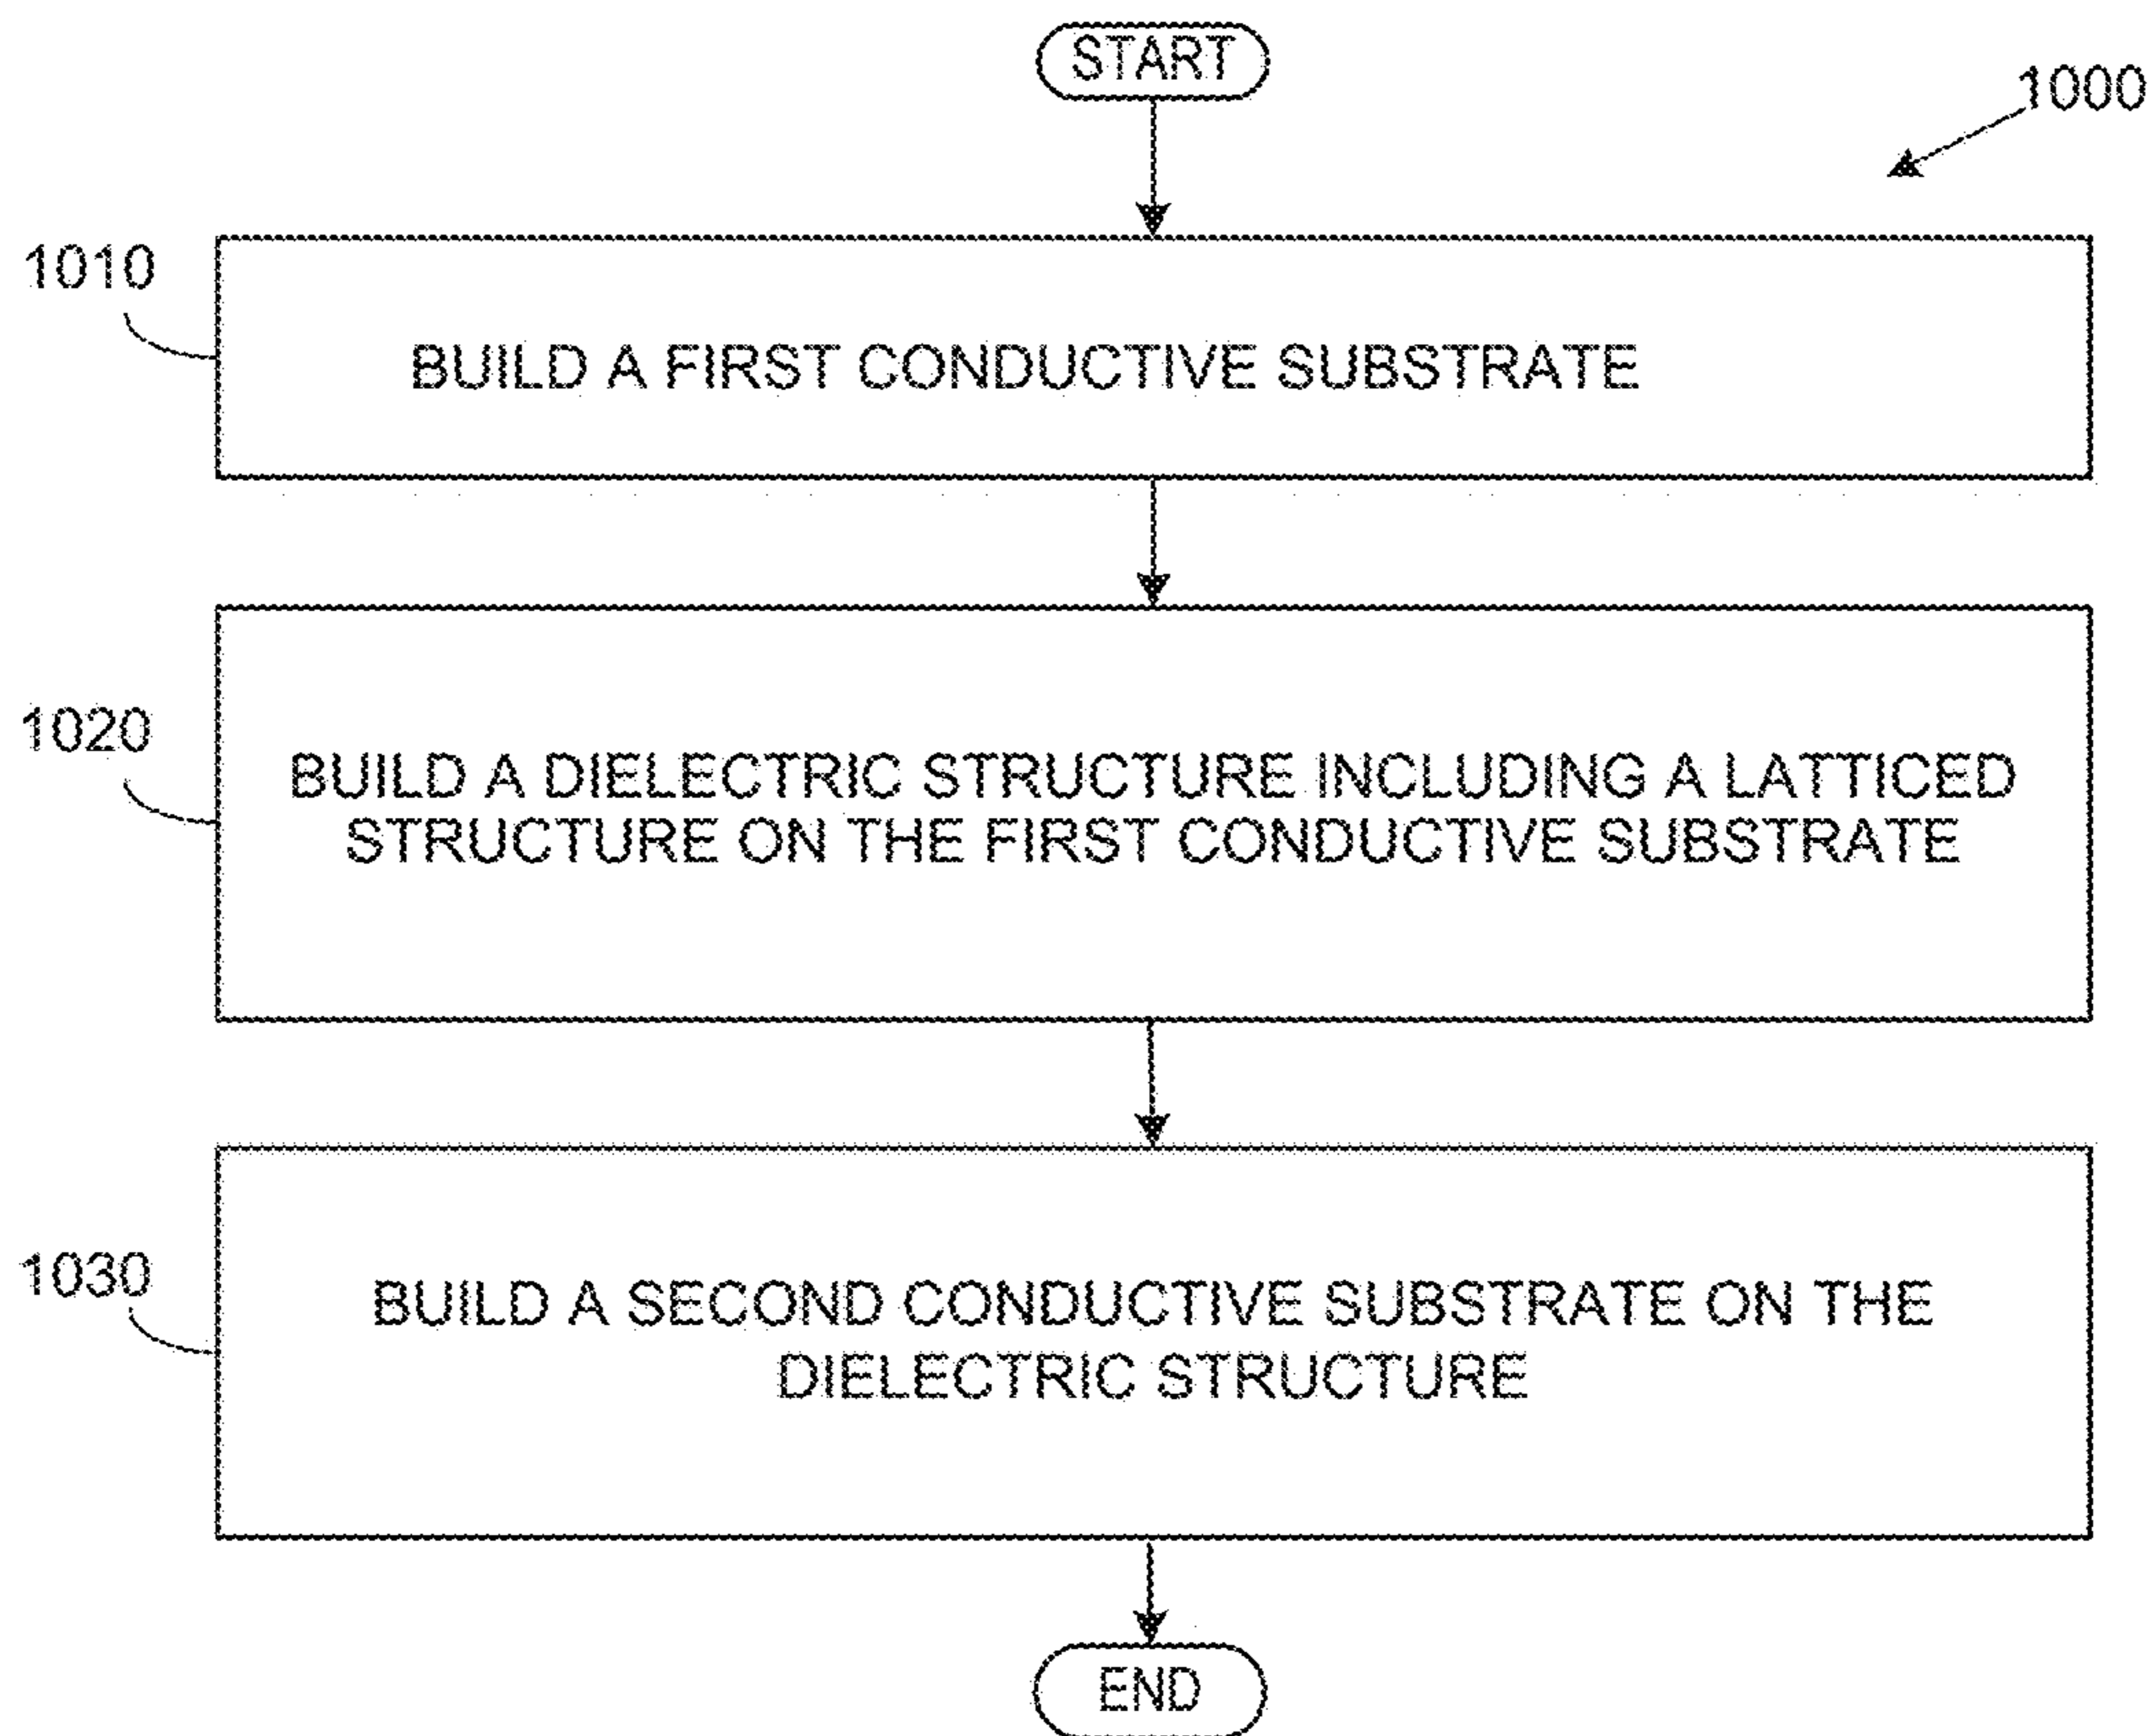 START
1000
1010
BUILD A FIRST CONDUCTIVE SUBSTRATE
1020
BUILD A DIELECTRIC STRUCTURE INCLUDING A LATTICED
STRUCTURE ON THE FIRST CONDUCTIVE SUBSTRATE
1030
BUILD A SECOND CONDUCTIVE SUBSTRATE ON THE
DIELECTRIC STRUCTURE
END